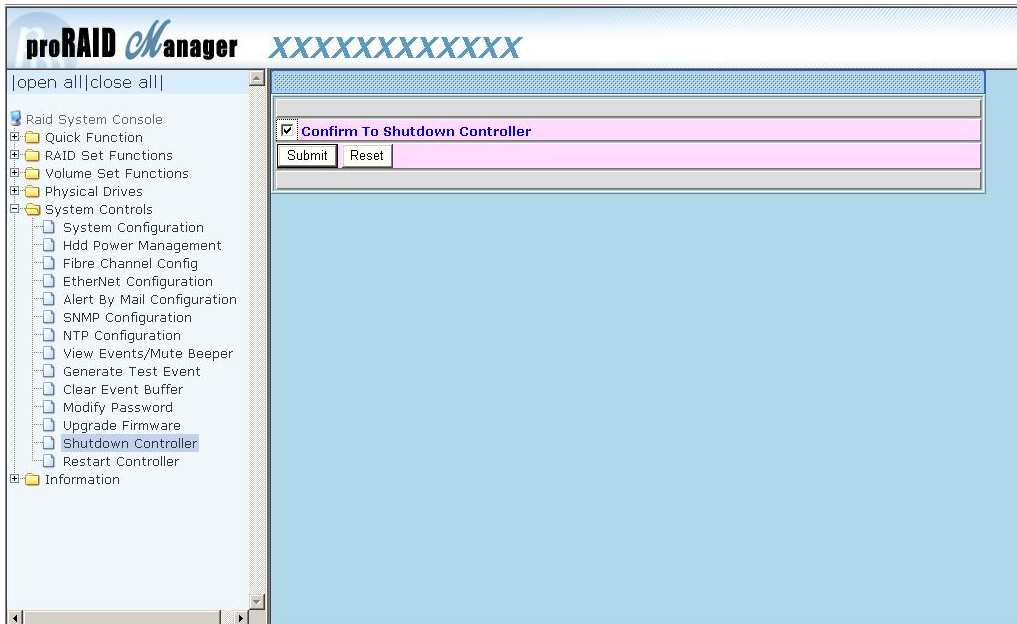 proRAID Manager
XXXXXXXXXXXX
|open all|close all|
Raid System Console
Quick Function
RAID Set Functions
Volume Set Functions
Physical Drives
System Controls
System Configuration
Hdd Power Management
Fibre Channel Config
EtherNet Configuration
Alert By Mail Configuration
SNMP Configuration
NTP Configuration
View Events/Mute Beeper
Generate Test Event
Clear Event Buffer
Modify Password
Upgrade Firmware
Shutdown Controller
Restart Controller
Information
Confirm To Shutdown Controller
Submit Reset